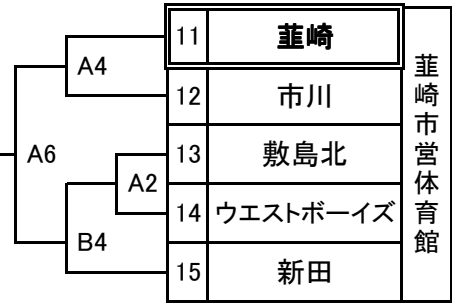 A4
A6
A2
B4
11 韮崎
12 市川
13 敷島北
14 ウエストボーイズ
15 新田
韮崎市営体育館